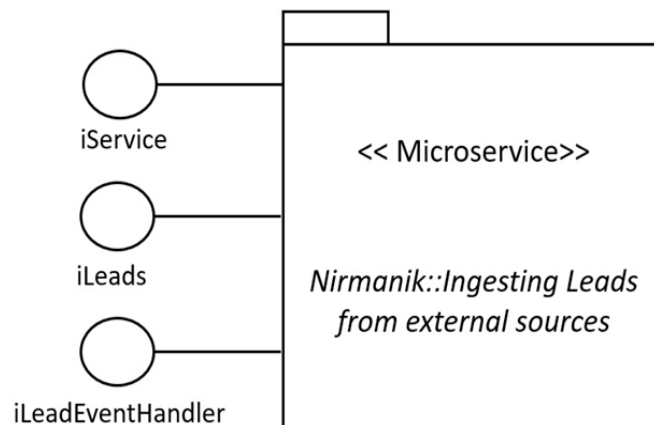 iService
<< Microservice>>
iLeads
Nirmanik::Ingesting Leads
from external sources
iLeadEventHandler